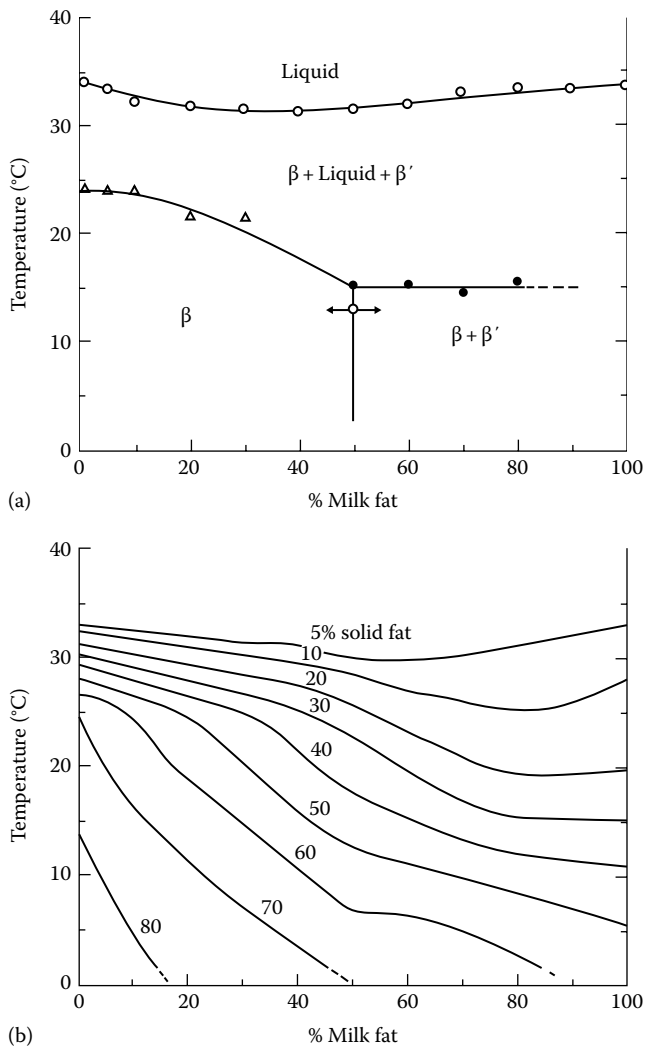 40
30
20
10
0
Temperature (°C)
Liquid
β + Liquid + β′
β
β + β′
0 20 40 60 80 100
% Milk fat
(a)
40
30
20
10
0
Temperature (°C)
5% solid fat
10
20
30
40
50
60
70
80
0 20 40 60 80 100
% Milk fat
(b)